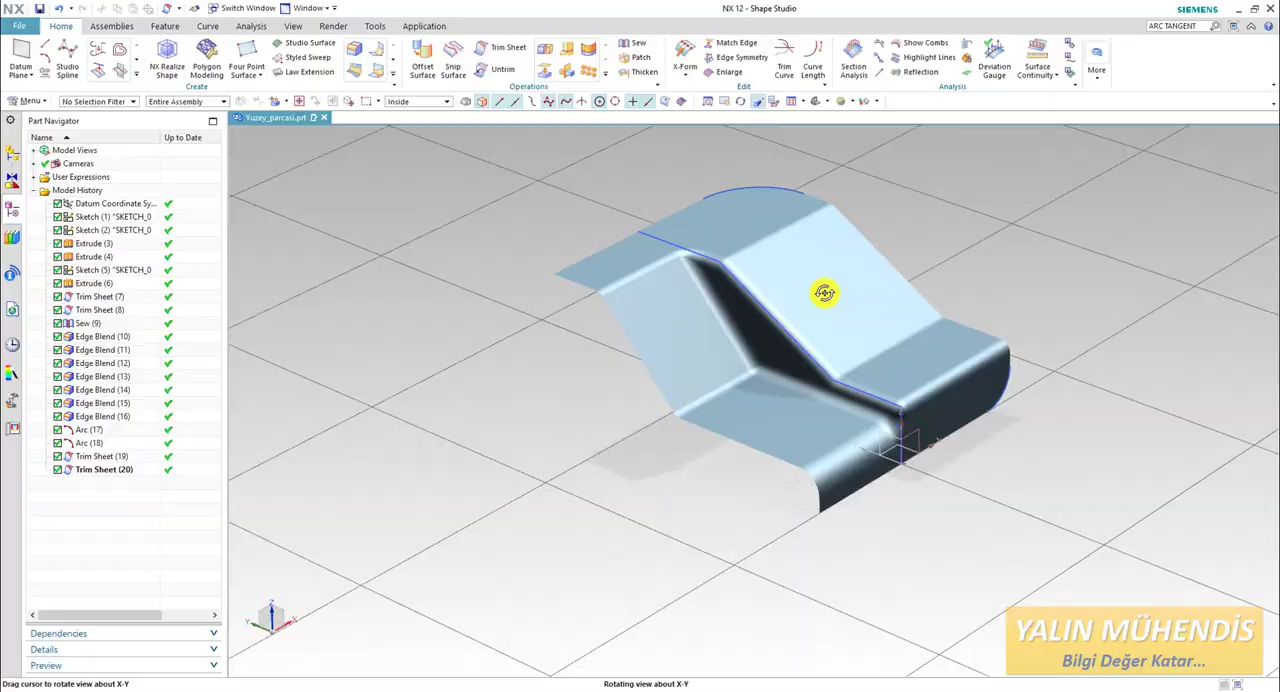 NX
Switch Window
Window
NX 12 - Shape Studio
SIEMENS
File
Home
Assemblies
Feature
Curve
Analysis
View
Render
Tools
Application
ARC TANGENT
Datum Plane
Studio Spline
NX Realize Shape
Polygon Modeling
Four Point Surface
Studio Surface
Styled Sweep
Law Extension
Create
Offset Surface
Snip Surface
Trim Sheet
Untrim
Sew
Patch
Thicken
Operations
X-Form
Match Edge
Edge Symmetry
Enlarge
Trim Curve
Curve Length
Edit
Section Analysis
Show Combs
Highlight Lines
Reflection
Deviation Gauge
Surface Continuity
Analysis
More
Menu
No Selection Filter
Entire Assembly
Inside
Part Navigator
Yuzey_parcasi.prt
Name
Up to Date
Model Views
Cameras
User Expressions
Model History
Datum Coordinate Sy...
Sketch (1) "SKETCH_0
Sketch (2) "SKETCH_0
Extrude (3)
Extrude (4)
Sketch (5) "SKETCH_0
Extrude (6)
Trim Sheet (7)
Trim Sheet (8)
Sew (9)
Edge Blend (10)
Edge Blend (11)
Edge Blend (12)
Edge Blend (13)
Edge Blend (14)
Edge Blend (15)
Edge Blend (16)
Arc (17)
Arc (18)
Trim Sheet (19)
Trim Sheet (20)
Z
Y
X
Dependencies
Details
Preview
YALIN MÜHENDİS
Bilgi Değer Katar...
Drag cursor to rotate view about X-Y
Rotating view about X-Y